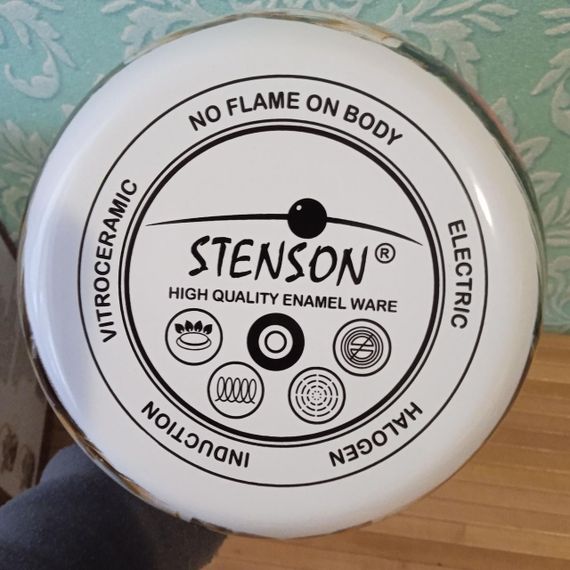 NO FLAME ON BODY
ELECTRIC
HALOGEN
INDUCTION
VITROCERAMIC
STENSON®
HIGH QUALITY ENAMEL WARE